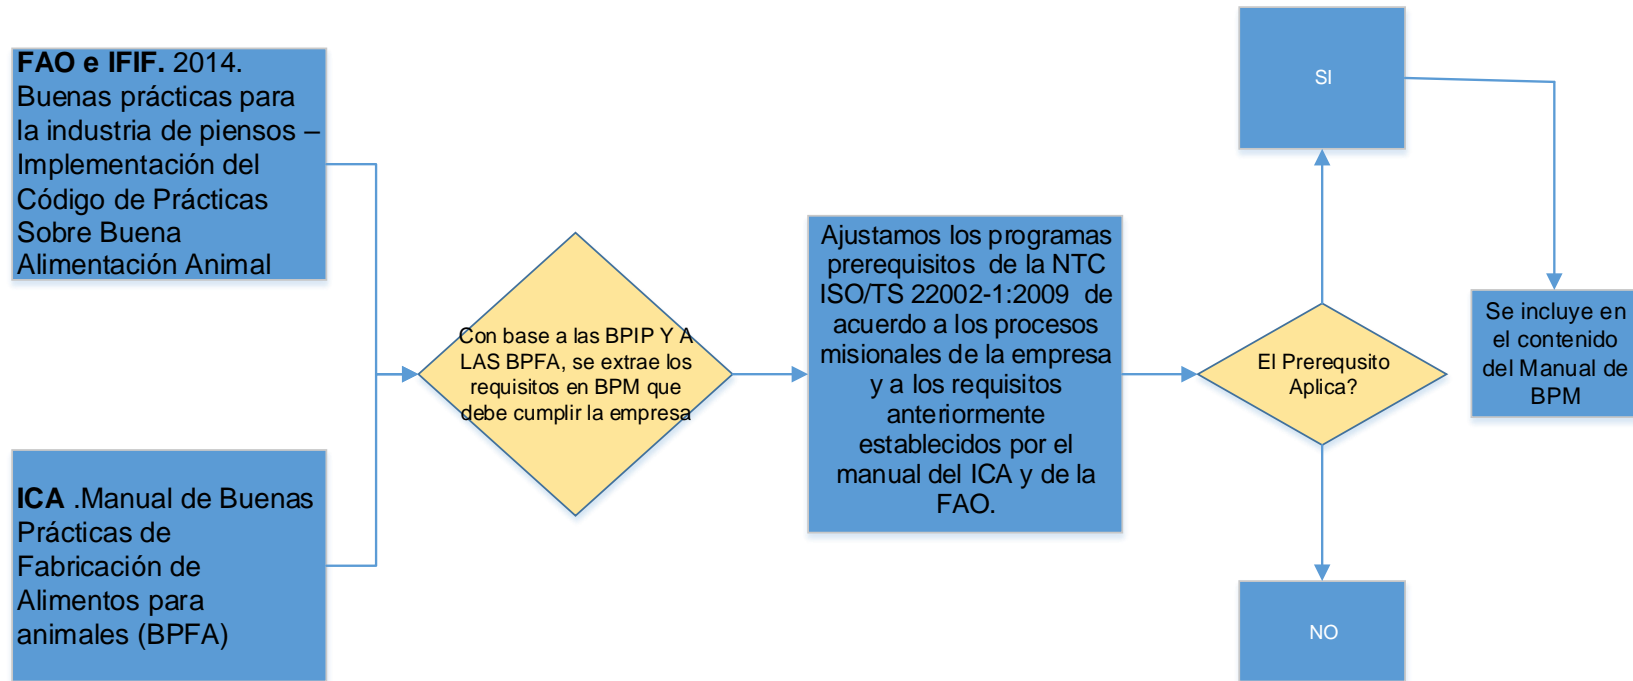 FAO e IFIF. 2014.
Buenas prácticas para
la industria de piensos –
Implementación del
Código de Prácticas
Sobre Buena
Alimentación Animal
ICA .Manual de Buenas
Prácticas de
Fabricación de
Alimentos para
animales (BPFA)
Con base a las BPIP Y A
LAS BPFA, se extrae los
requisitos en BPM que
debe cumplir la empresa
Ajustamos los programas
prerequisitos de la NTC
ISO/TS 22002-1:2009 de
acuerdo a los procesos
misionales de la empresa
y a los requisitos
anteriormente
establecidos por el
manual del ICA y de la
FAO.
El Prerequsito
Aplica?
SI
Se incluye en
el contenido
del Manual de
BPM
NO